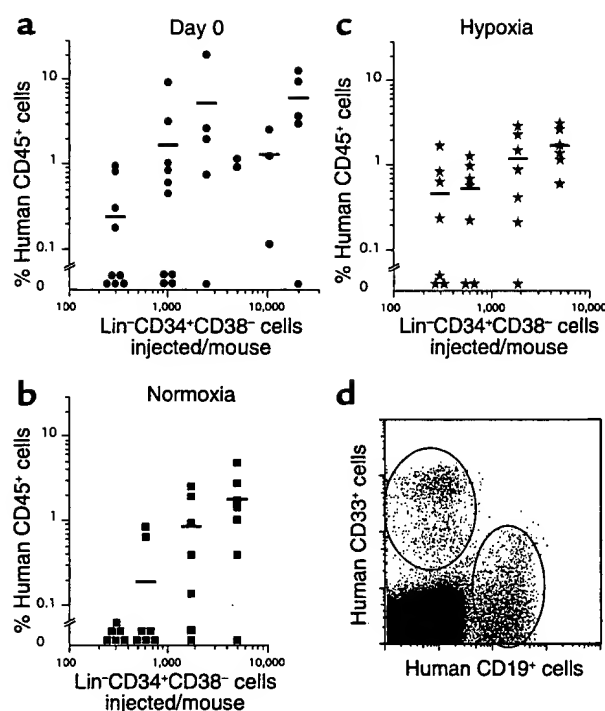 a
Day 0
% Human CD45⁺ cells
10
1
0.1
0
100
1,000
10,000
Lin⁻CD34⁺CD38⁻ cells
injected/mouse
c
Hypoxia
% Human CD45⁺ cells
10
1
0.1
0
100
1,000
10,000
Lin⁻CD34⁺CD38⁻ cells
injected/mouse
b
Normoxia
% Human CD45⁺ cells
10
1
0.1
0
100
1,000
10,000
Lin⁻CD34⁺CD38⁻ cells
injected/mouse
d
Human CD33⁺ cells
Human CD19⁺ cells